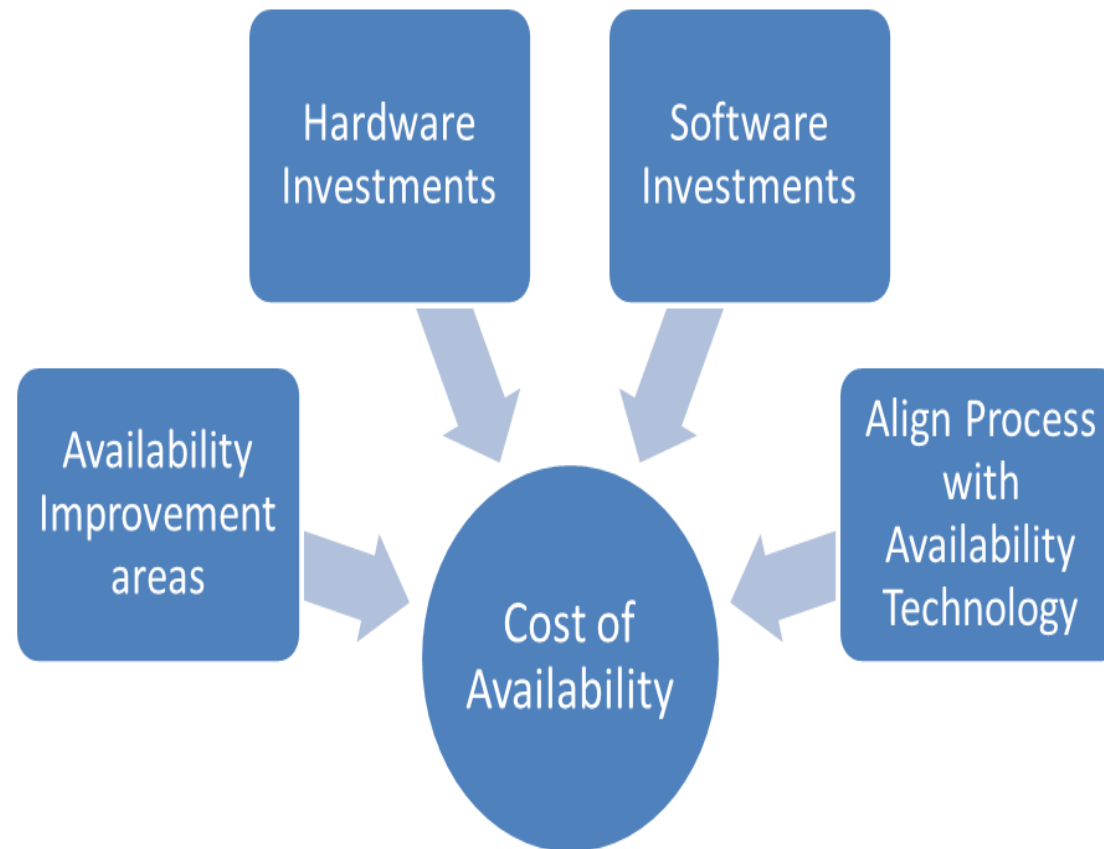 Hardware
Investments
Software
Investments
Availability
Improvement
areas
Align Process
with
Availability
Technology
Cost of
Availability